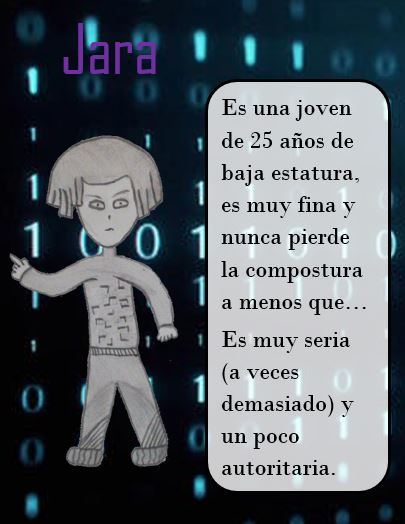 Jara
Es una joven
de 25 años de
baja estatura,
es muy fina y
nunca pierde
la compostura
a menos que...
Es muy seria
(a veces
demasiado) y
un poco
autoritaria.